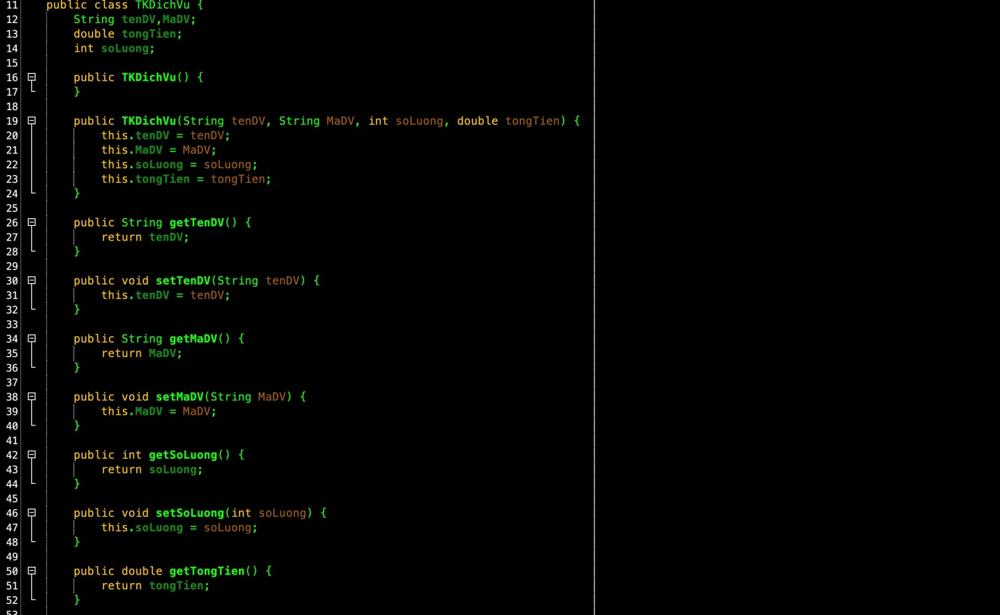 11 public class TKDichVu {
12 String tenDV,MaDV;
13 double tongTien;
14 int soLuong;
15
16 public TKDichVu() {
17 }
18
19 public TKDichVu(String tenDV, String MaDV, int soLuong, double tongTien) {
20 this.tenDV = tenDV;
21 this.MaDV = MaDV;
22 this.soLuong = soLuong;
23 this.tongTien = tongTien;
24 }
25
26 public String getTenDV() {
27 return tenDV;
28 }
29
30 public void setTenDV(String tenDV) {
31 this.tenDV = tenDV;
32 }
33
34 public String getMaDV() {
35 return MaDV;
36 }
37
38 public void setMaDV(String MaDV) {
39 this.MaDV = MaDV;
40 }
41
42 public int getSoLuong() {
43 return soLuong;
44 }
45
46 public void setSoLuong(int soLuong) {
47 this.soLuong = soLuong;
48 }
49
50 public double getTongTien() {
51 return tongTien;
52 }
53